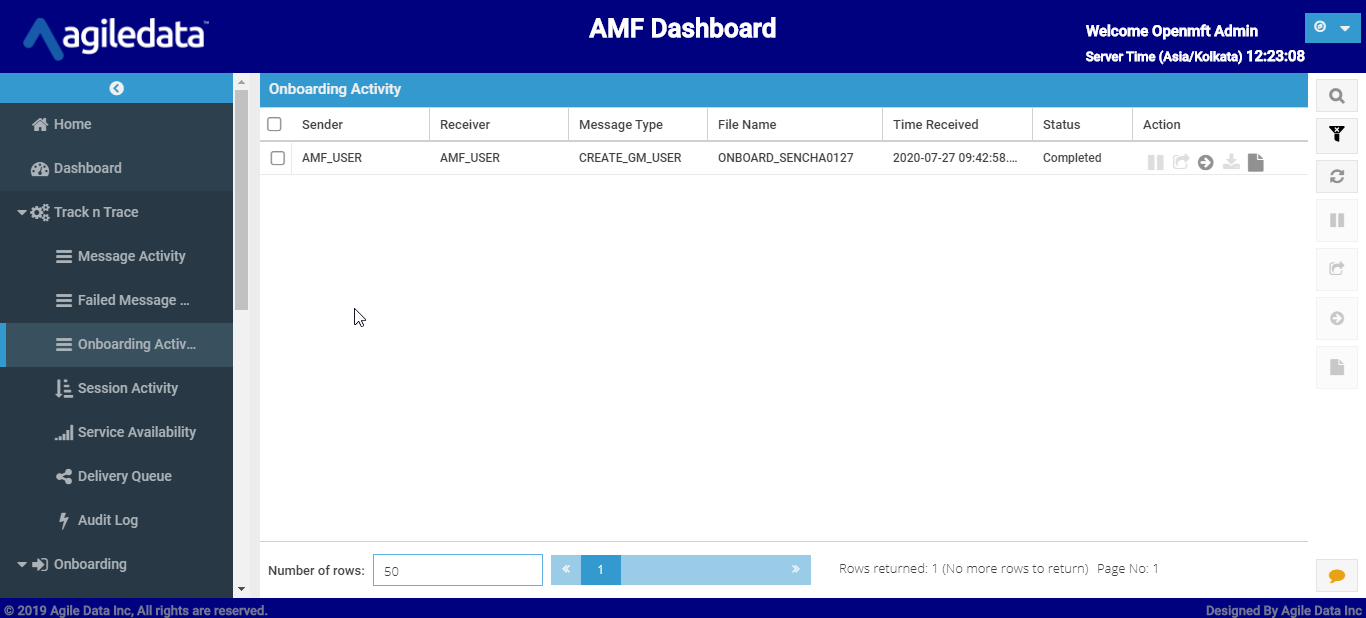 agiledata™
AMF Dashboard
Welcome Openmft Admin
Server Time (Asia/Kolkata) 12:23:08
Home
Dashboard
Track n Trace
Message Activity
Failed Message ...
Onboarding Activ...
Session Activity
Service Availability
Delivery Queue
Audit Log
Onboarding
Onboarding Activity
Sender Receiver Message Type File Name Time Received Status Action
AMF_USER AMF_USER CREATE_GM_USER ONBOARD_SENCHA0127 2020-07-27 09:42:58.... Completed
Number of rows: 50 « 1 » Rows returned: 1 (No more rows to return) Page No: 1
© 2019 Agile Data Inc, All rights are reserved. Designed By Agile Data Inc